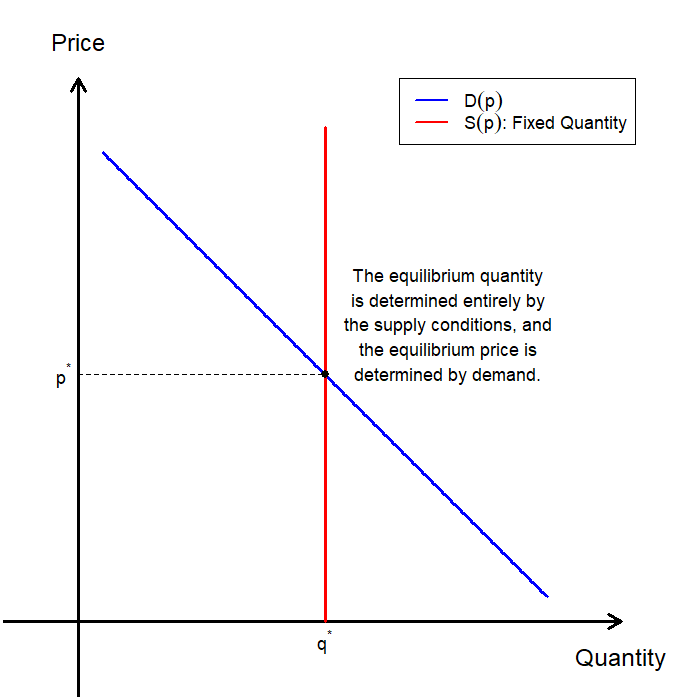 Price
D(p)
S(p): Fixed Quantity
The equilibrium quantity
is determined entirely by
the supply conditions, and
the equilibrium price is
determined by demand.
p*
q*
Quantity